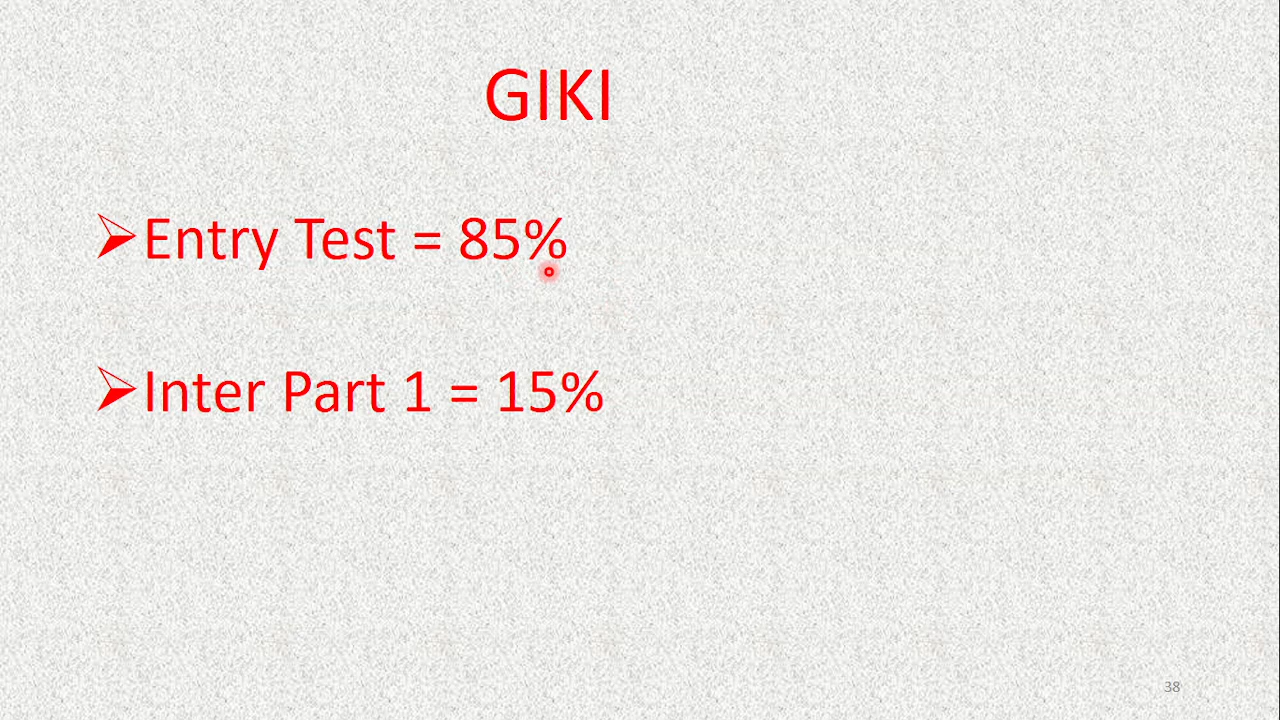 GIKI
➢Entry Test = 85%
➢Inter Part 1 = 15%
38